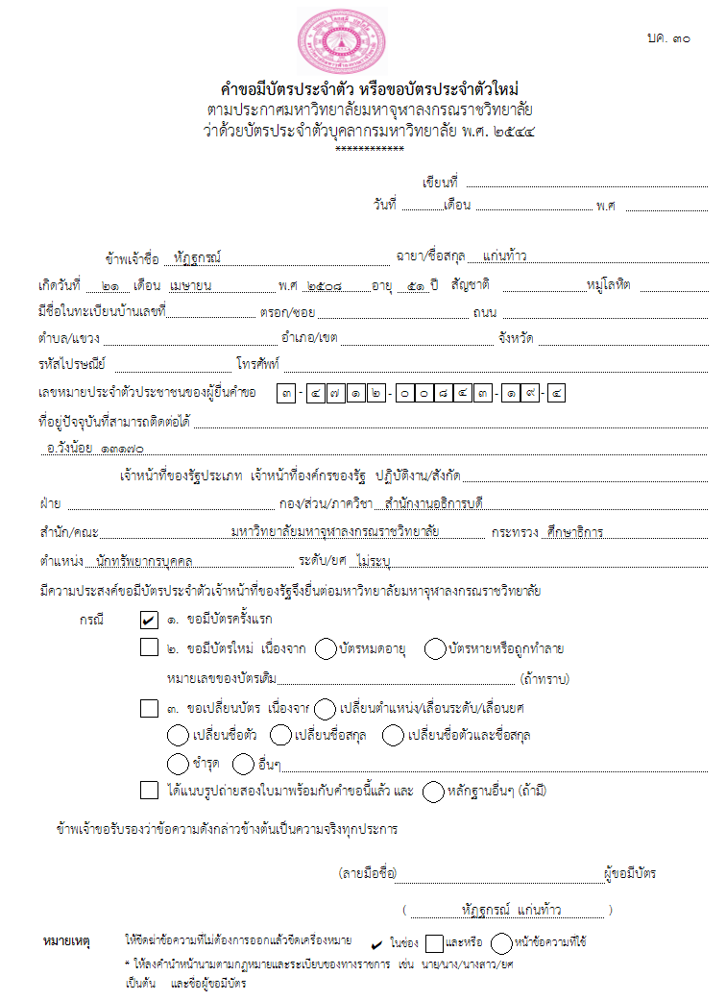 บค. ๓๐
คำขอมีบัตรประจำตัว หรือขอบัตรประจำตัวใหม่
ตามประกาศมหาวิทยาลัยมหาจุฬาลงกรณราชวิทยาลัย
ว่าด้วยบัตรประจำตัวบุคลากรมหาวิทยาลัย พ.ศ. ๒๕๔๔
************
เขียนที่
วันที่ เดือน พ.ศ
ข้าพเจ้าชื่อ หัฏฐกรณ์ ฉายา/ชื่อสกุล แก่นท้าว
เกิดวันที่ ๒๑ เดือน เมษายน พ.ศ ๒๕๐๘ อายุ ๕๑ ปี สัญชาติ หมู่โลหิต
มีชื่อในทะเบียนบ้านเลขที่ ตรอก/ซอย ถนน
ตำบล/แขวง อำเภอ/เขต จังหวัด
รหัสไปรษณีย์ โทรศัพท์
เลขหมายประจำตัวประชาชนของผู้ยื่นคำขอ ๓ - ๔ ๗ ๑ ๒ - ๐ ๐ ๘ ๔ ๓ - ๑ ๙ - ๔
ที่อยู่ปัจจุบันที่สามารถติดต่อได้
อ.วังน้อย ๑๓๑๗๐
เจ้าหน้าที่ของรัฐประเภท เจ้าหน้าที่องค์กรของรัฐ ปฏิบัติงาน/สังกัด
ฝ่าย กอง/ส่วน/ภาควิชา สำนักงานอธิการบดี
สำนัก/คณะ มหาวิทยาลัยมหาจุฬาลงกรณราชวิทยาลัย กระทรวง ศึกษาธิการ
ตำแหน่ง นักทรัพยากรบุคคล ระดับ/ยศ ไม่ระบุ
มีความประสงค์ขอมีบัตรประจำตัวเจ้าหน้าที่ของรัฐจึงยื่นต่อมหาวิทยาลัยมหาจุฬาลงกรณราชวิทยาลัย
กรณี ✔ ๑. ขอมีบัตรครั้งแรก
๒. ขอมีบัตรใหม่ เนื่องจาก บัตรหมดอายุ บัตรหายหรือถูกทำลาย
หมายเลขของบัตรเดิม (ถ้าทราบ)
๓. ขอเปลี่ยนบัตร เนื่องจาก เปลี่ยนตำแหน่ง/เลื่อนระดับ/เลื่อนยศ
เปลี่ยนชื่อตัว เปลี่ยนชื่อสกุล เปลี่ยนชื่อตัวและชื่อสกุล
ชำรุด อื่นๆ
ได้แนบรูปถ่ายสองใบมาพร้อมกับคำขอนี้แล้ว และ หลักฐานอื่นๆ (ถ้ามี)
ข้าพเจ้าขอรับรองว่าข้อความดังกล่าวข้างต้นเป็นความจริงทุกประการ
(ลายมือชื่อ) ผู้ขอมีบัตร
( หัฏฐกรณ์ แก่นท้าว )
หมายเหตุ ให้ขีดฆ่าข้อความที่ไม่ต้องการออกแล้วขีดเครื่องหมาย ✔ ในช่อง และหรือ หน้าข้อความที่ใช้
* ให้ลงคำนำหน้านามตามกฎหมายและระเบียบของทางราชการ เช่น นาย/นาง/นางสาว/ยศ
เป็นต้น และชื่อผู้ขอมีบัตร